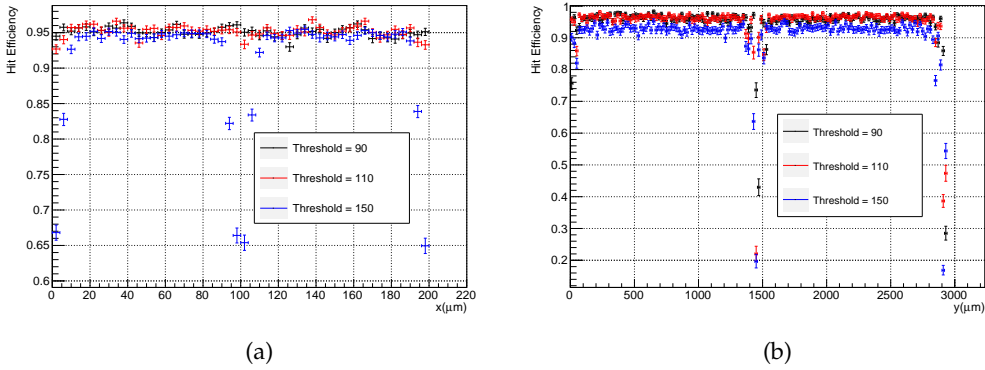 Hit Efficiency
0.95
0.9
0.85
0.8
0.75
0.7
0.65
0.6
0 20 40 60 80 100 120 140 160 180 200 220
x(μm)
Threshold = 90
Threshold = 110
Threshold = 150
(a)
Hit Efficiency
1
0.9
0.8
0.7
0.6
0.5
0.4
0.3
0.2
0 500 1000 1500 2000 2500 3000
y(μm)
Threshold = 90
Threshold = 110
Threshold = 150
(b)